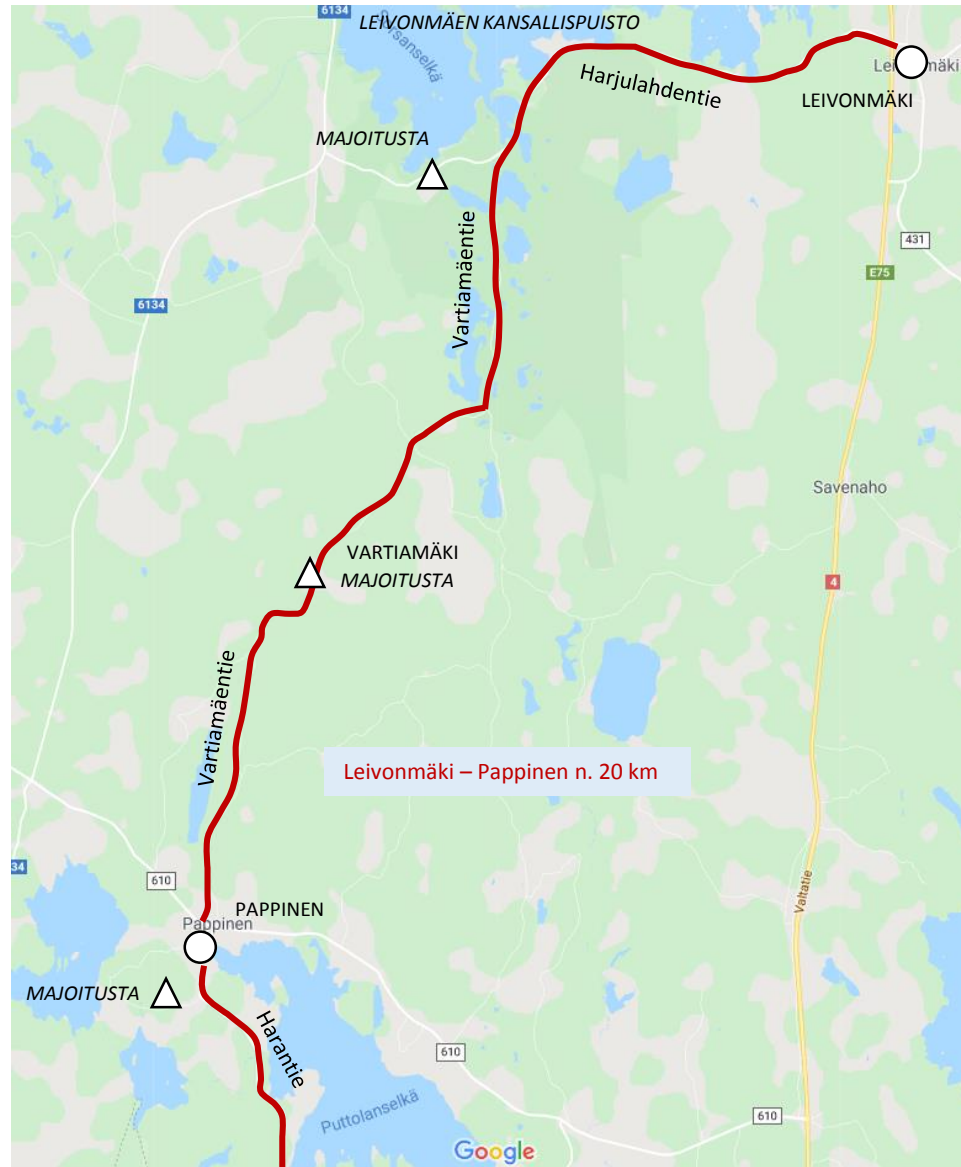 LEIVONMÄEN KANSALLISPUISTO
6134
Harjulahdentie
LEIVONMÄKI
MAJOITUSTA
431
E75
6134
Vartiamäentie
Savenaho
VARTIAMÄKI
MAJOITUSTA
4
Vartiamäentie
Leivonmäki – Pappinen n. 20 km
34
610
Valtatie
PAPPINEN
Pappinen
MAJOITUSTA
Harantie
610
610
Puttolanselkä
Google